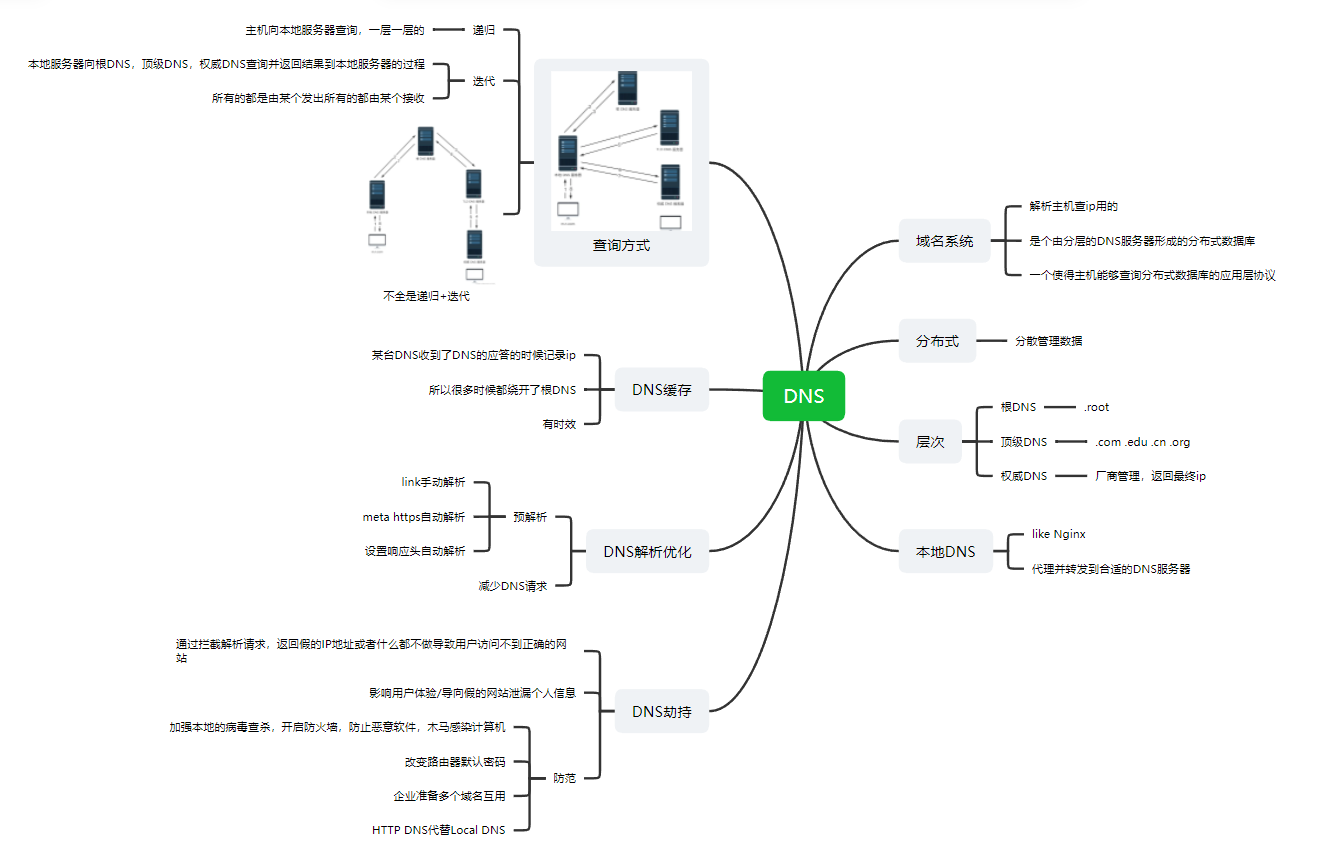 主机向本地服务器查询，一层一层的
递归
本地服务器向根DNS，顶级DNS，权威DNS查询并返回结果到本地服务器的过程
迭代
所有的都是由某个发出所有的都由某个接收
不全是递归+迭代
查询方式
某台DNS收到了DNS的应答的时候记录ip
所以很多时候都绕开了根DNS
DNS缓存
有时效
link手动解析
meta https自动解析
预解析
设置响应头自动解析
减少DNS请求
DNS解析优化
通过拦截解析请求，返回假的IP地址或者什么都不做导致用户访问不到正确的网
站
影响用户体验/导向假的网站泄漏个人信息
DNS劫持
加强本地的病毒查杀，开启防火墙，防止恶意软件，木马感染计算机
改变路由器默认密码
防范
企业准备多个域名互用
HTTP DNS代替Local DNS
DNS
域名系统
解析主机查ip用的
是个由分层的DNS服务器形成的分布式数据库
一个使得主机能够查询分布式数据库的应用层协议
分布式
分散管理数据
层次
根DNS
.root
顶级DNS
.com .edu .cn .org
权威DNS
厂商管理，返回最终ip
本地DNS
like Nginx
代理并转发到合适的DNS服务器